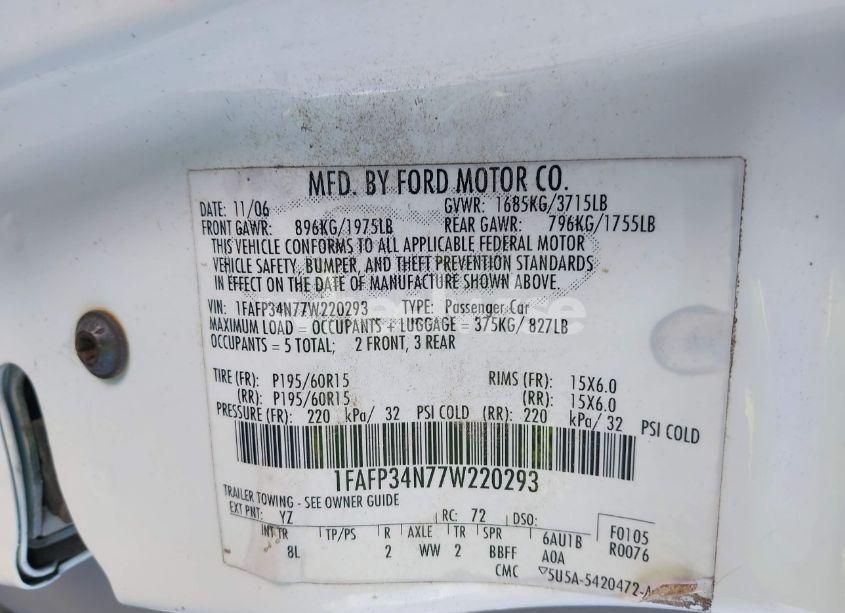 MFD. BY FORD MOTOR CO.
DATE: 11/06 GVWR: 1685KG/3715LB
FRONT GAWR: 896KG/1975LB REAR GAWR: 796KG/1755LB
THIS VEHICLE CONFORMS TO ALL APPLICABLE FEDERAL MOTOR
VEHICLE SAFETY, BUMPER, AND THEFT PREVENTION STANDARDS
IN EFFECT ON THE DATE OF MANUFACTURE SHOWN ABOVE.
VIN: 1FAFP34N77W220293 TYPE: Passenger Car
MAXIMUM LOAD = OCCUPANTS + LUGGAGE = 375KG/ 827LB
OCCUPANTS = 5 TOTAL; 2 FRONT, 3 REAR
TIRE (FR): P195/60R15 RIMS (FR): 15X6.0
(RR): P195/60R15 (RR): 15X6.0
PRESSURE (FR): 220 kPa/ 32 PSI COLD (RR): 220 kPa/ 32 PSI COLD
1FAFP34N77W220293
TRAILER TOWING - SEE OWNER GUIDE
EXT PNT: YZ RC: 72 DSO:
INT TR TP/PS R AXLE TR SPR 6AU1B F0105
8L 2 WW 2 BBFF A0A R0076
CMC ▽5U5A-5420472-A